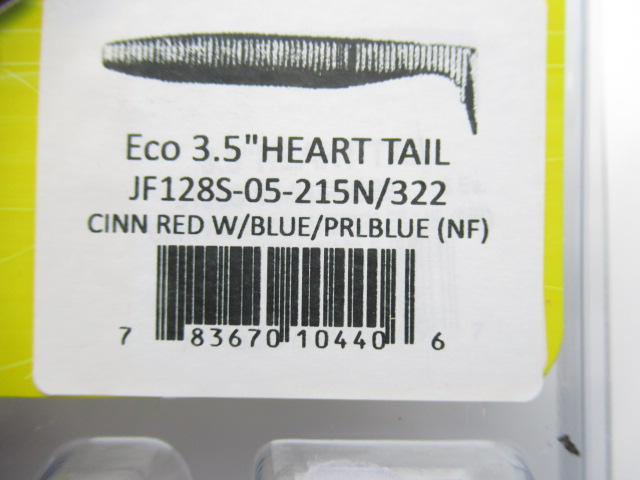 Eco 3.5"HEART TAIL
JF128S-05-215N/322
CINN RED W/BLUE/PRLBLUE (NF)
7 83670 10440 6